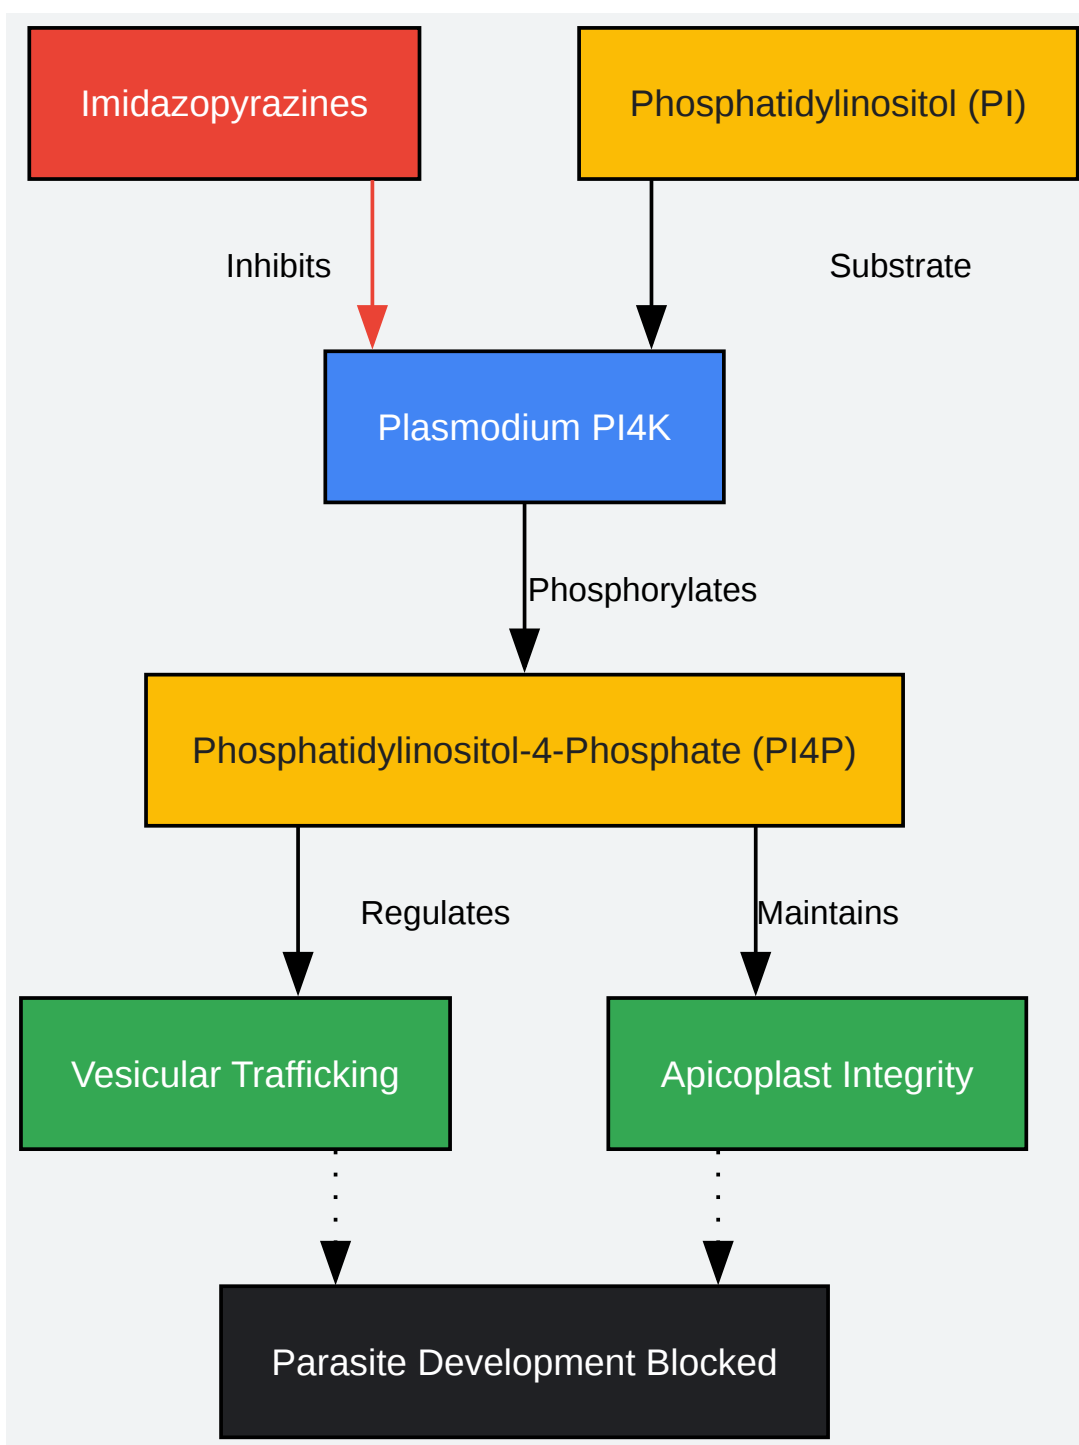 Imidazopyrazines
Phosphatidylinositol (PI)
Inhibits
Substrate
Plasmodium PI4K
Phosphorylates
Phosphatidylinositol-4-Phosphate (PI4P)
Regulates
Maintains
Vesicular Trafficking
Apicoplast Integrity
Parasite Development Blocked